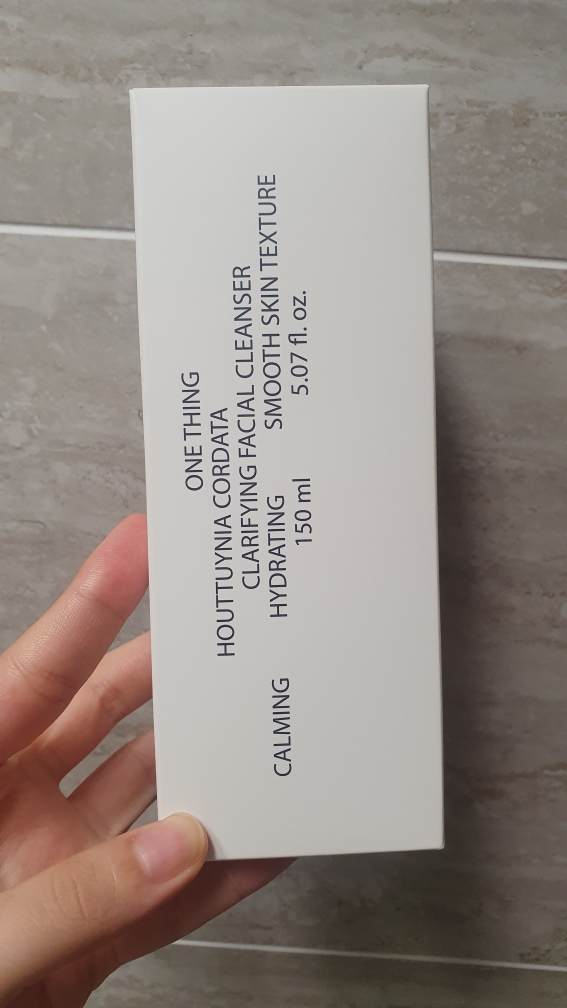 ONE THING
HOUTTUYNIA CORDATA
CLARIFYING FACIAL CLEANSER
CALMING HYDRATING SMOOTH SKIN TEXTURE
150 ml 5.07 fl. oz.